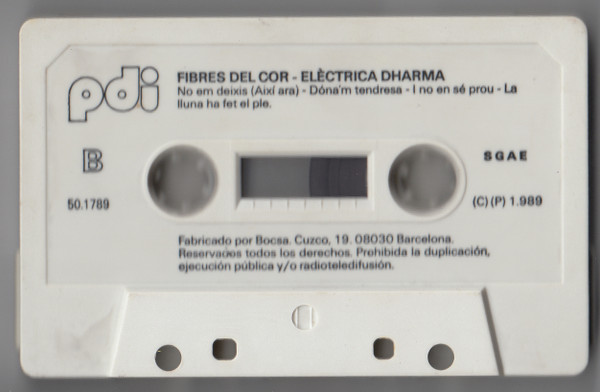 pdi
FIBRES DEL COR - ELÈCTRICA DHARMA
No em deixis (Així ara) - Dóna'm tendresa - I no en sé prou - La
lluna ha fet el ple.
B
SGAE
50.1789
(C) (P) 1.989
Fabricado por Bocsa. Cuzco, 19. 08030 Barcelona.
Reservados todos los derechos. Prohibida la duplicación,
ejecución pública y/o radioteledifusión.